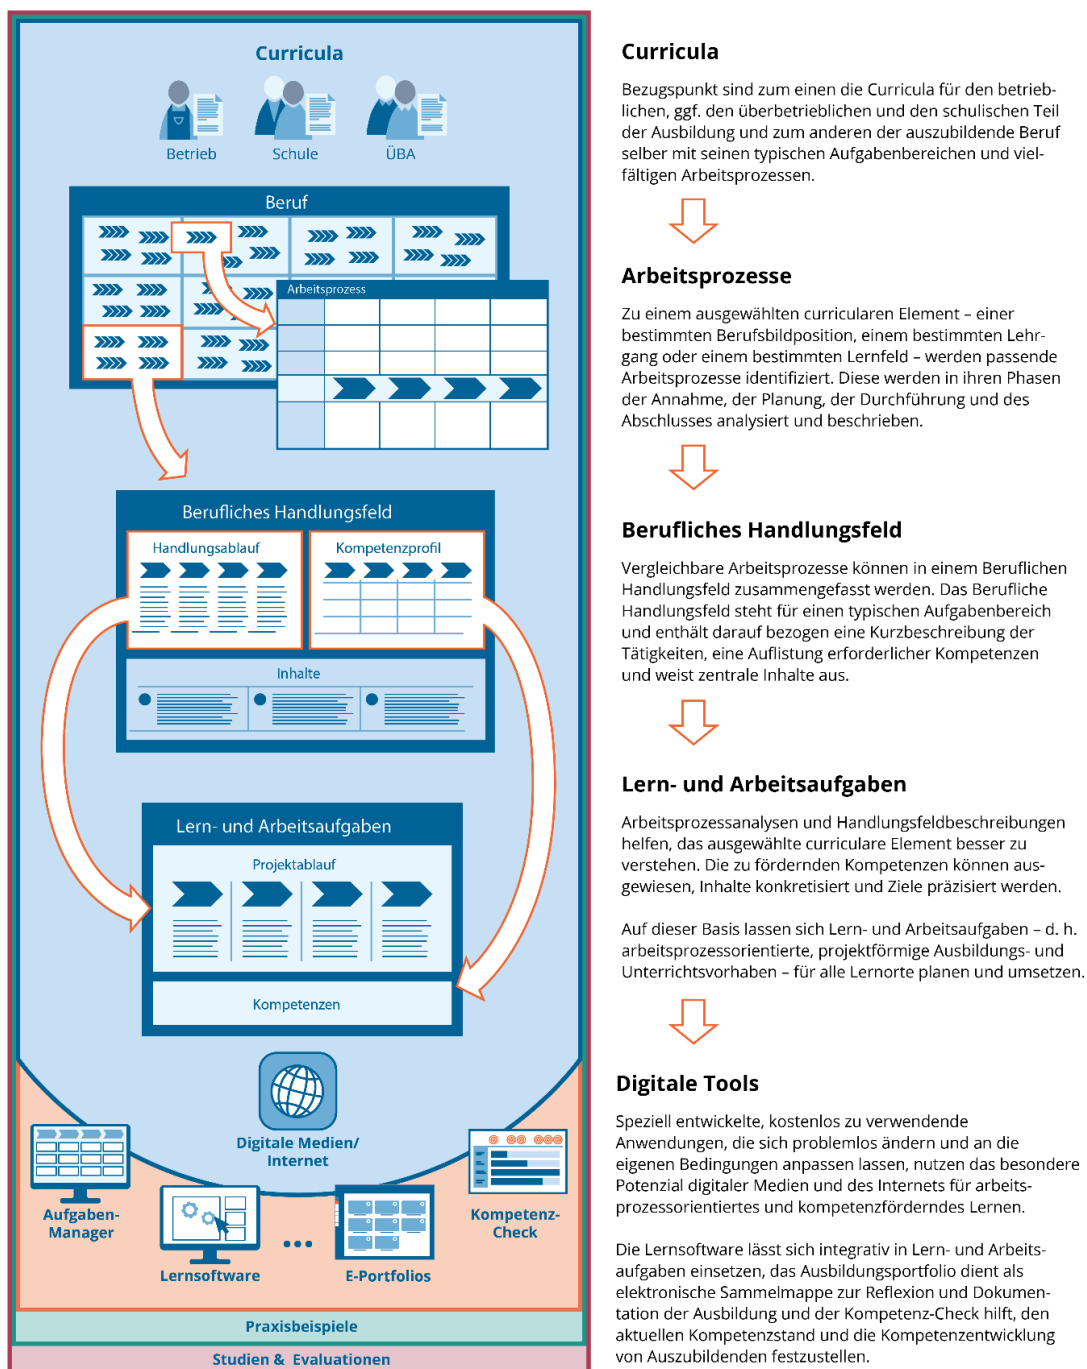 Curricula
Betrieb
Schule
ÜBA
Beruf
Arbeitsprozess
Berufliches Handlungsfeld
Handlungsablauf
Kompetenzprofil
Inhalte
Lern- und Arbeitsaufgaben
Projektablauf
Kompetenzen
Digitale Medien/
Internet
Aufgaben-
Manager
Lernsoftware
E-Portfolios
Kompetenz-
Check
Praxisbeispiele
Studien & Evaluationen
Curricula
Bezugspunkt sind zum einen die Curricula für den betrieb-
lichen, ggf. den überbetrieblichen und den schulischen Teil
der Ausbildung und zum anderen der auszubildende Beruf
selber mit seinen typischen Aufgabenbereichen und viel-
fältigen Arbeitsprozessen.
Arbeitsprozesse
Zu einem ausgewählten curricularen Element – einer
bestimmten Berufsbildposition, einem bestimmten Lehr-
gang oder einem bestimmten Lernfeld – werden passende
Arbeitsprozesse identifiziert. Diese werden in ihren Phasen
der Annahme, der Planung, der Durchführung und des
Abschlusses analysiert und beschrieben.
Berufliches Handlungsfeld
Vergleichbare Arbeitsprozesse können in einem Beruflichen
Handlungsfeld zusammengefasst werden. Das Berufliche
Handlungsfeld steht für einen typischen Aufgabenbereich
und enthält darauf bezogen eine Kurzbeschreibung der
Tätigkeiten, eine Auflistung erforderlicher Kompetenzen
und weist zentrale Inhalte aus.
Lern- und Arbeitsaufgaben
Arbeitsprozessanalysen und Handlungsfeldbeschreibungen
helfen, das ausgewählte curriculare Element besser zu
verstehen. Die zu fördernden Kompetenzen können aus-
gewiesen, Inhalte konkretisiert und Ziele präzisiert werden.
Auf dieser Basis lassen sich Lern- und Arbeitsaufgaben – d. h.
arbeitsprozessorientierte, projektförmige Ausbildungs- und
Unterrichtsvorhaben – für alle Lernorte planen und umsetzen.
Digitale Tools
Speziell entwickelte, kostenlos zu verwendende
Anwendungen, die sich problemlos ändern und an die
eigenen Bedingungen anpassen lassen, nutzen das besondere
Potenzial digitaler Medien und des Internets für arbeits-
prozessorientiertes und kompetenzförderndes Lernen.
Die Lernsoftware lässt sich integrativ in Lern- und Arbeits-
aufgaben einsetzen, das Ausbildungsportfolio dient als
elektronische Sammelmappe zur Reflexion und Dokumen-
tation der Ausbildung und der Kompetenz-Check hilft, den
aktuellen Kompetenzstand und die Kompetenzentwicklung
von Auszubildenden festzustellen.